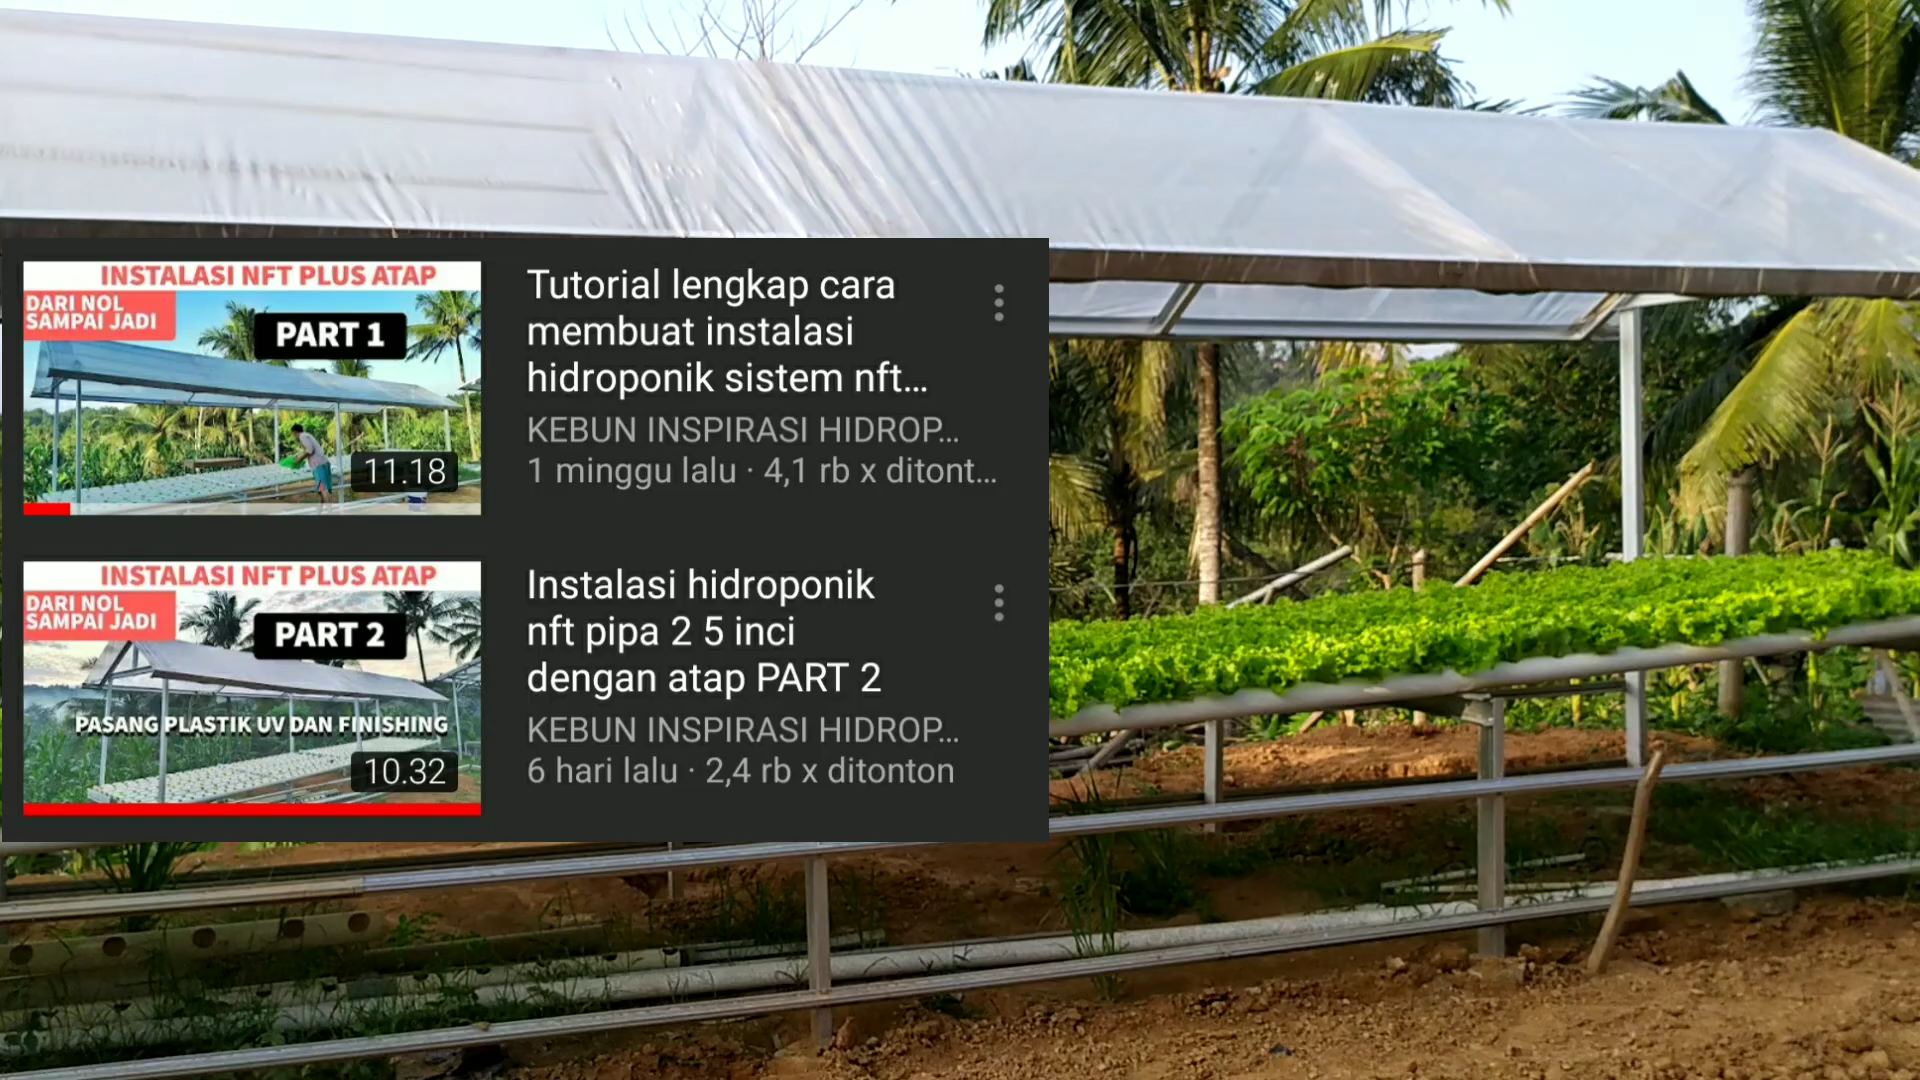 INSTALASI NFT PLUS ATAP
DARI NOL
SAMPAI JADI
PART 1
11.18
Tutorial lengkap cara
membuat instalasi
hidroponik sistem nft...
KEBUN INSPIRASI HIDROP...
1 minggu lalu · 4,1 rb x ditont...
INSTALASI NFT PLUS ATAP
DARI NOL
SAMPAI JADI
PART 2
PASANG PLASTIK UV DAN FINISHING
10.32
Instalasi hidroponik
nft pipa 2 5 inci
dengan atap PART 2
KEBUN INSPIRASI HIDROP...
6 hari lalu · 2,4 rb x ditonton